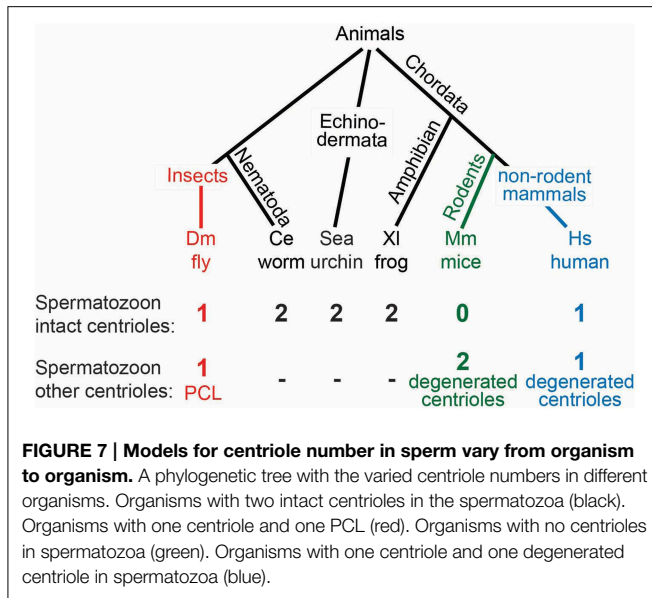 Animals
Chordata
Echino-
dermata
Amphibian
Nematoda
Rodents
Insects
non-rodent
mammals
Dm
fly
Ce
worm
Sea
urchin
Xl
frog
Mm
mice
Hs
human
Spermatozoon
intact centrioles: 1 2 2 2 0 1
Spermatozoon
other centrioles: 1 - - - 2 1
PCL degenerated centrioles degenerated centrioles
FIGURE 7 | Models for centriole number in sperm vary from organism
to organism. A phylogenetic tree with the varied centriole numbers in different
organisms. Organisms with two intact centrioles in the spermatozoa (black).
Organisms with one centriole and one PCL (red). Organisms with no centrioles
in spermatozoa (green). Organisms with one centriole and one degenerated
centriole in spermatozoa (blue).